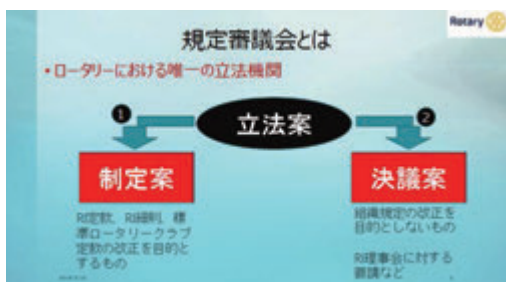 Rotary
規定審議会とは
・ロータリーにおける唯一の立法機関
❶
立法案
❷
制定案
決議案
RI定款、RI細則、標
準ロータリークラブ
定款の改正を目的と
するもの
組織規定の改正を
目的としないもの
RI理事会に対する
要請など